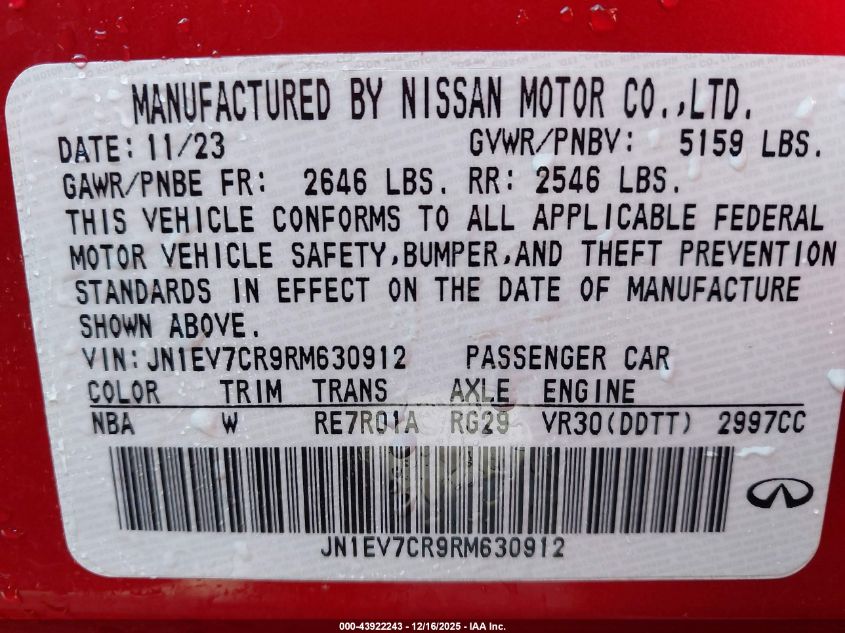 MANUFACTURED BY NISSAN MOTOR CO.,LTD.
DATE: 11/23 GVWR/PNBV: 5159 LBS.
GAWR/PNBE FR: 2646 LBS. RR: 2546 LBS.
THIS VEHICLE CONFORMS TO ALL APPLICABLE FEDERAL
MOTOR VEHICLE SAFETY,BUMPER,AND THEFT PREVENTION
STANDARDS IN EFFECT ON THE DATE OF MANUFACTURE
SHOWN ABOVE.
VIN:JN1EV7CR9RM630912 PASSENGER CAR
COLOR TRIM TRANS AXLE ENGINE
NBA W RE7R01A RG29 VR30(DDTT) 2997CC
JN1EV7CR9RM630912
000-43922243 - 12/16/2025 - IAA Inc.